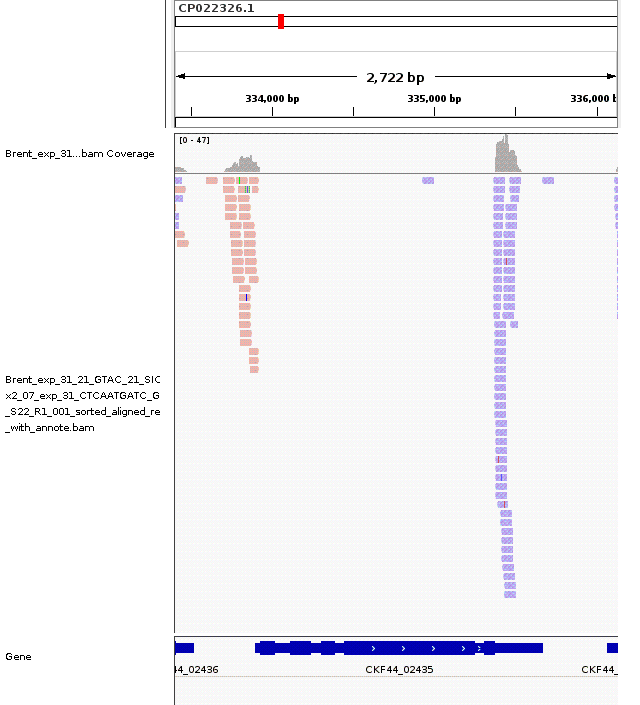 CP022326.1
2,722 bp
334,000 bp 335,000 bp 336,000 b
[0 - 47]
Brent_exp_31...bam Coverage
Brent_exp_31_21_GTAC_21_SIC
x2_07_exp_31_CTCAATGATC_G
_S22_R1_001_sorted_aligned_re
_with_annote.bam
Gene
44_02436 CKF44_02435 CKF44_